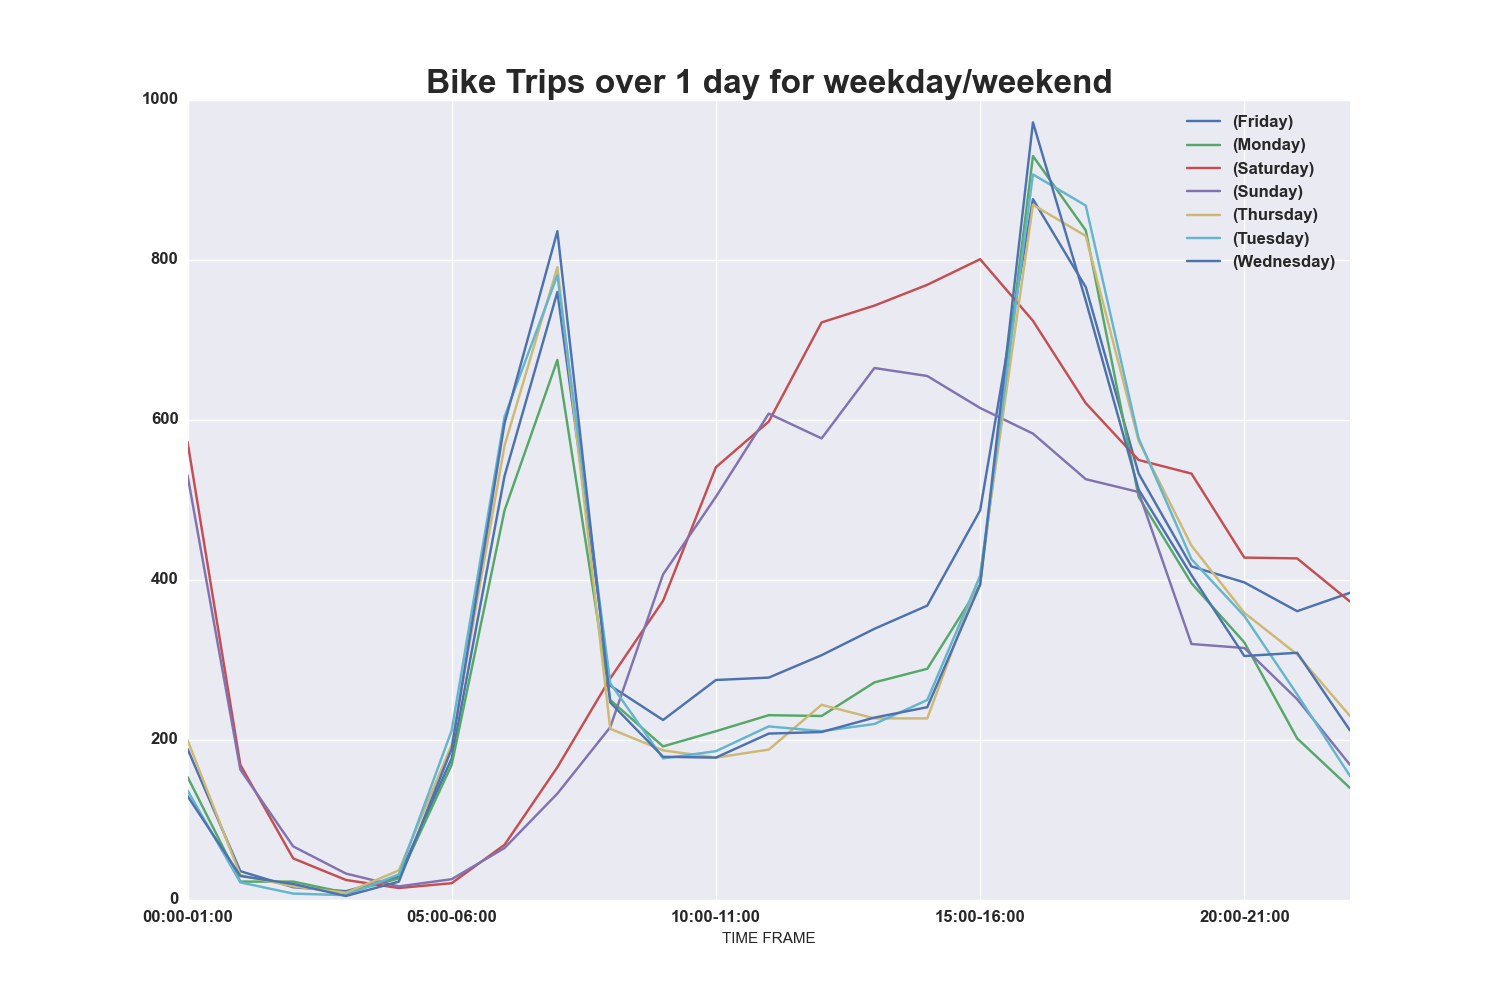 Bike Trips over 1 day for weekday/weekend
1000
800
600
400
200
0
(Friday)
(Monday)
(Saturday)
(Sunday)
(Thursday)
(Tuesday)
(Wednesday)
00:00-01:00 05:00-06:00 10:00-11:00 15:00-16:00 20:00-21:00
TIME FRAME